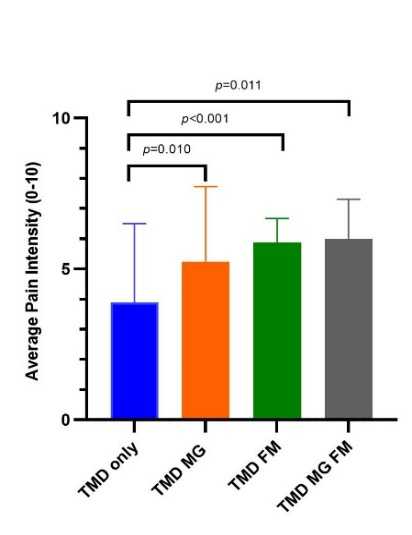 p=0.011
p<0.001
p=0.010
Average Pain Intensity (0-10)
10
5
0
TMD only
TMD MG
TMD FM
TMD MG FM